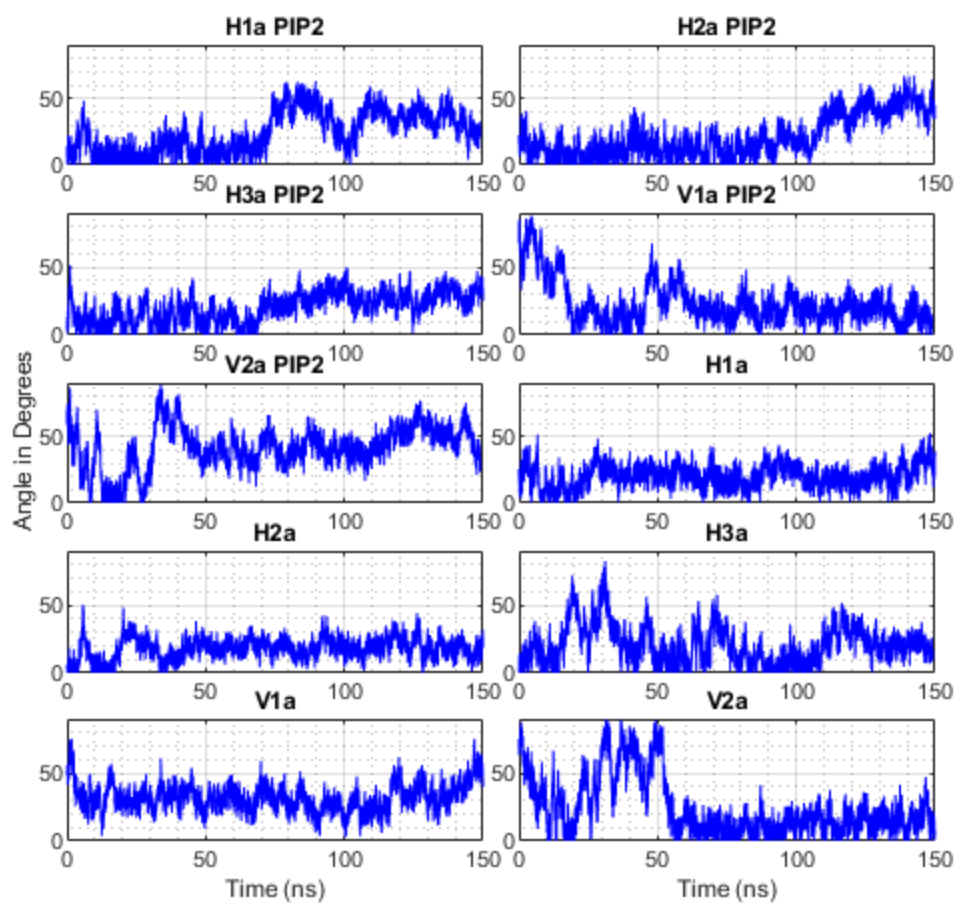 H1a PIP2
H2a PIP2
50
0
0 50 100 150
50
0
0 50 100 150
H3a PIP2
V1a PIP2
50
0
0 50 100 150
50
0
0 50 100 150
V2a PIP2
H1a
50
0
0 50 100 150
50
0
0 50 100 150
Angle in Degrees
H2a
H3a
50
0
0 50 100 150
50
0
0 50 100 150
V1a
V2a
50
0
0 50 100 150
50
0
0 50 100 150
Time (ns)
Time (ns)